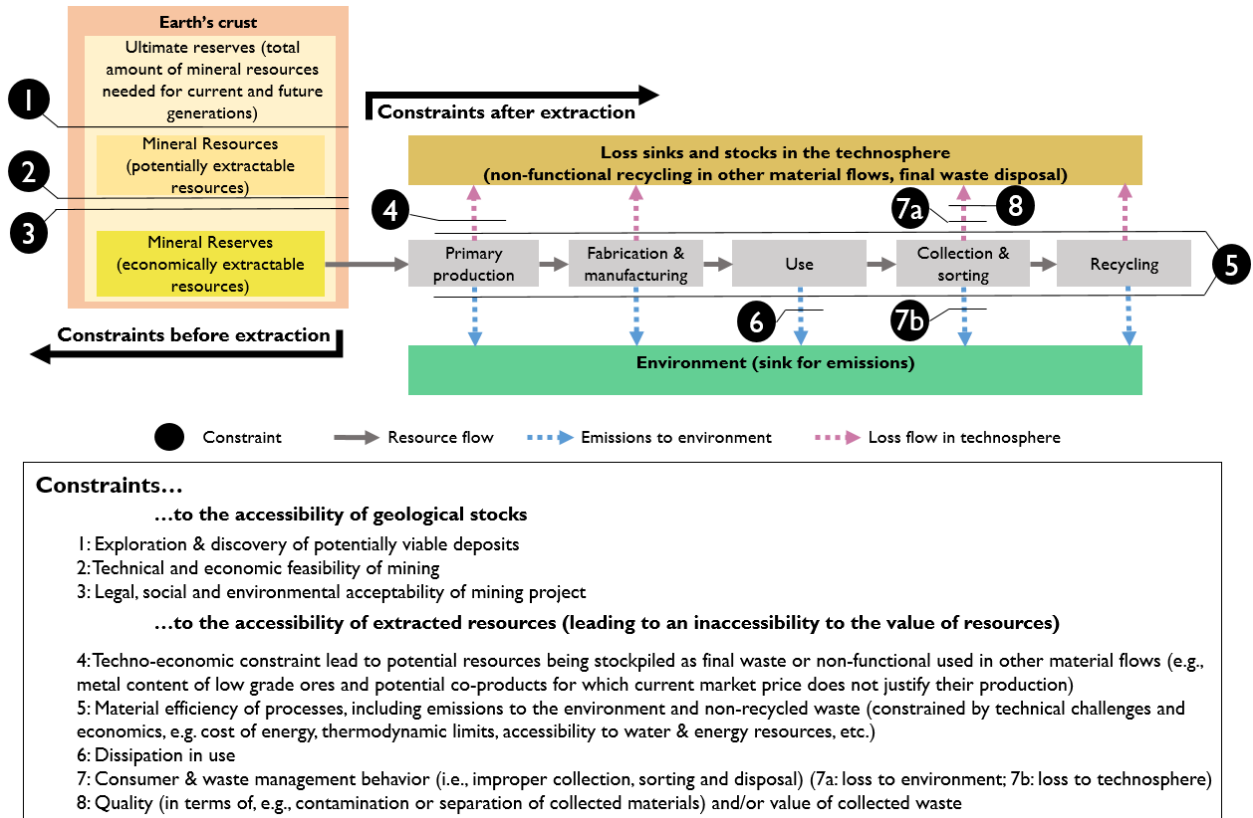 Earth's crust
Ultimate reserves (total
amount of mineral resources
needed for current and future
generations)
1
Mineral Resources
(potentially extractable
resources)
2
3
Mineral Reserves
(economically extractable
resources)
Constraints before extraction
Constraints after extraction
Loss sinks and stocks in the technosphere
(non-functional recycling in other material flows, final waste disposal)
4
7a
8
Primary
production
Fabrication &
manufacturing
Use
Collection &
sorting
Recycling
5
6
7b
Environment (sink for emissions)
Constraint
Resource flow
Emissions to environment
Loss flow in technosphere
Constraints…
…to the accessibility of geological stocks
1: Exploration & discovery of potentially viable deposits
2: Technical and economic feasibility of mining
3: Legal, social and environmental acceptability of mining project
…to the accessibility of extracted resources (leading to an inaccessibility to the value of resources)
4: Techno-economic constraint lead to potential resources being stockpiled as final waste or non-functional used in other material flows (e.g.,
metal content of low grade ores and potential co-products for which current market price does not justify their production)
5: Material efficiency of processes, including emissions to the environment and non-recycled waste (constrained by technical challenges and
economics, e.g. cost of energy, thermodynamic limits, accessibility to water & energy resources, etc.)
6: Dissipation in use
7: Consumer & waste management behavior (i.e., improper collection, sorting and disposal) (7a: loss to environment; 7b: loss to technosphere)
8: Quality (in terms of, e.g., contamination or separation of collected materials) and/or value of collected waste